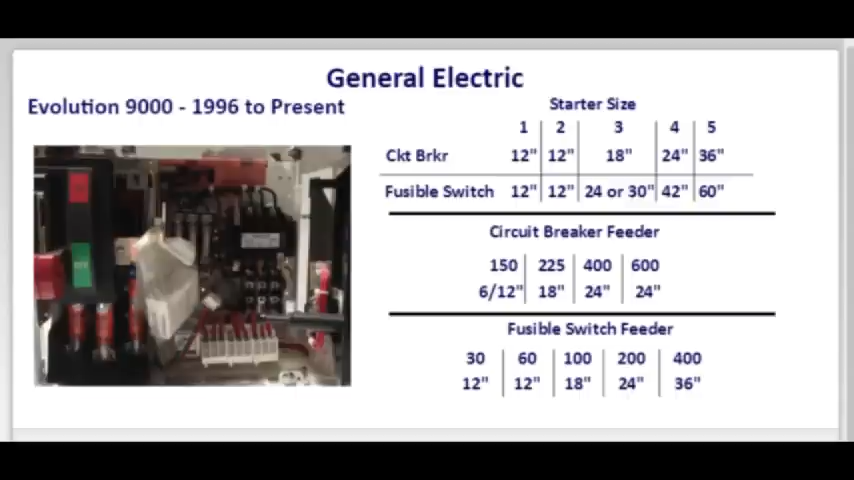 General Electric
Evolution 9000 - 1996 to Present
Starter Size
1 2 3 4 5
Ckt Brkr 12" 12" 18" 24" 36"
Fusible Switch 12" 12" 24 or 30" 42" 60"
Circuit Breaker Feeder
150 225 400 600
6/12" 18" 24" 24"
Fusible Switch Feeder
30 60 100 200 400
12" 12" 18" 24" 36"